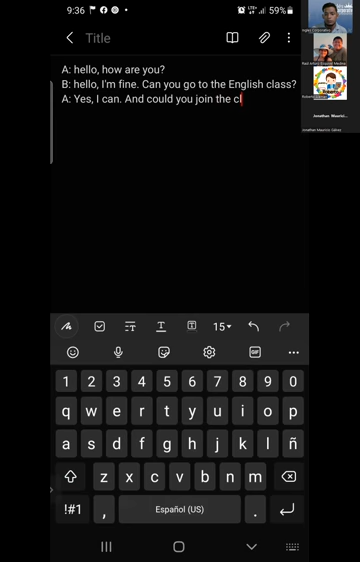 9:36
59%
Title
A: hello, how are you?
B: hello, I'm fine. Can you go to the English class?
A: Yes, I can. And could you join the cl
15
GIF
1 2 3 4 5 6 7 8 9 0
q w e r t y u i o p
a s d f g h j k l ñ
z x c v b n m
!#1 , Español (US) .